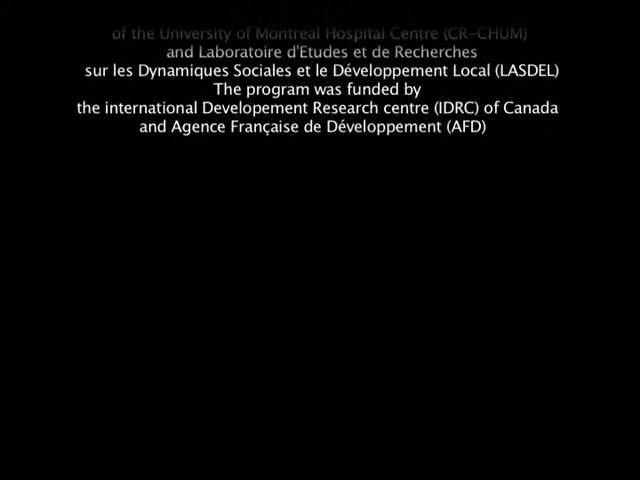 of the University of Montréal Hospital Centre (CR-CHUM)
and Laboratoire d'Etudes et de Recherches
sur les Dynamiques Sociales et le Développement Local (LASDEL)
The program was funded by
the international Developement Research centre (IDRC) of Canada
and Agence Française de Développement (AFD)